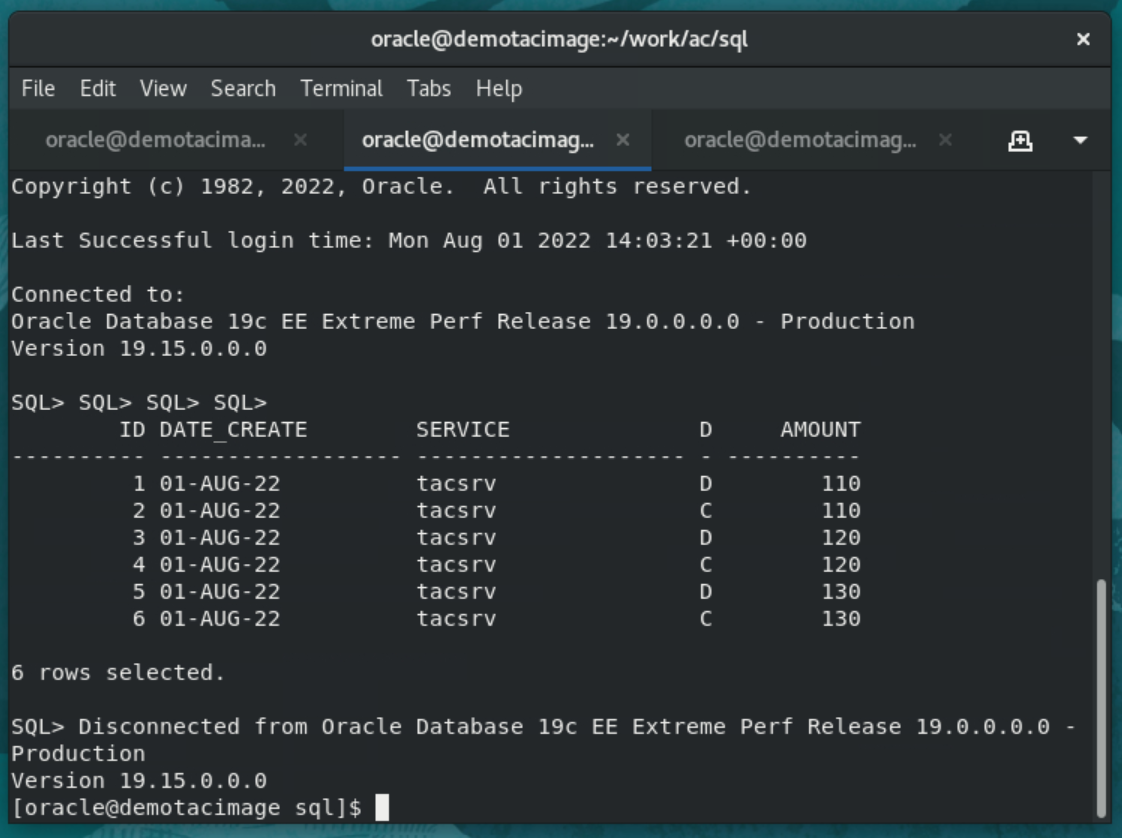 oracle@demotacimage:~/work/ac/sql ×
File Edit View Search Terminal Tabs Help
oracle@demotacima... × oracle@demotacimag... × oracle@demotacimag... ×
Copyright (c) 1982, 2022, Oracle.  All rights reserved.
Last Successful login time: Mon Aug 01 2022 14:03:21 +00:00
Connected to:
Oracle Database 19c EE Extreme Perf Release 19.0.0.0.0 - Production
Version 19.15.0.0.0
SQL> SQL> SQL> SQL>
        ID DATE_CREATE        SERVICE              D     AMOUNT
---------- ------------------ -------------------- - ----------
         1 01-AUG-22          tacsrv               D        110
         2 01-AUG-22          tacsrv               C        110
         3 01-AUG-22          tacsrv               D        120
         4 01-AUG-22          tacsrv               C        120
         5 01-AUG-22          tacsrv               D        130
         6 01-AUG-22          tacsrv               C        130
6 rows selected.
SQL> Disconnected from Oracle Database 19c EE Extreme Perf Release 19.0.0.0.0 -
Production
Version 19.15.0.0.0
[oracle@demotacimage sql]$